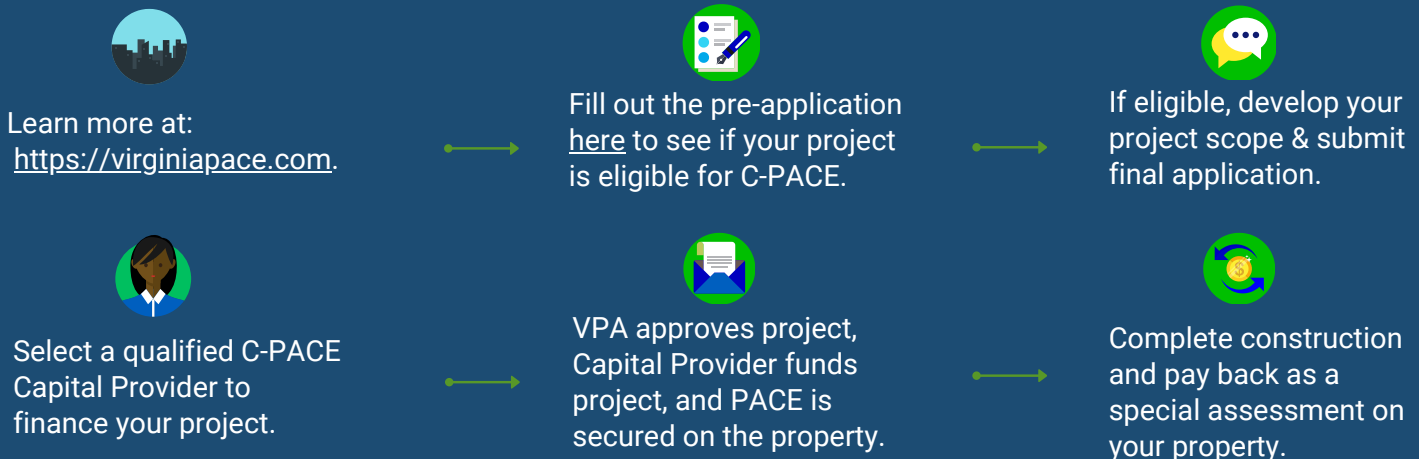 Learn more at:
https://virginiapace.com.
Fill out the pre-application
here to see if your project
is eligible for C-PACE.
If eligible, develop your
project scope & submit
final application.
Select a qualified C-PACE
Capital Provider to
finance your project.
VPA approves project,
Capital Provider funds
project, and PACE is
secured on the property.
Complete construction
and pay back as a
special assessment on
your property.